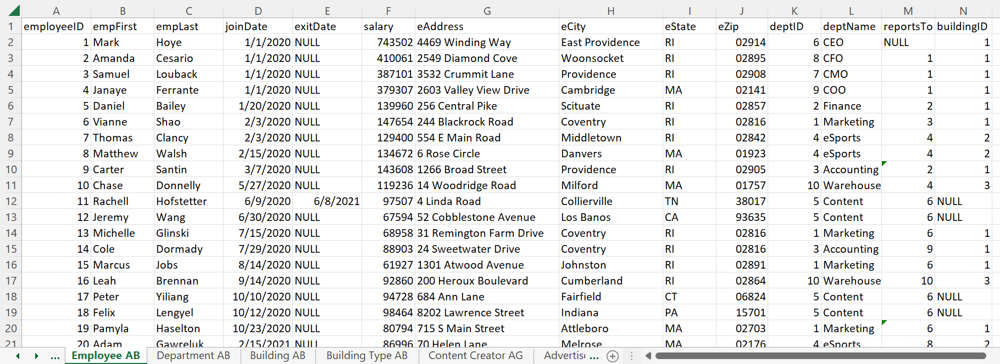 A B C D E F G H I J K L M N
1 employeeID empFirst empLast joinDate exitDate salary eAddress eCity eState eZip deptID deptName reportsTo buildingID
2 1 Mark Hoye 1/1/2020 NULL 743502 4469 Winding Way East Providence RI 02914 6 CEO NULL 1
3 2 Amanda Cesario 1/1/2020 NULL 410061 2549 Diamond Cove Woonsocket RI 02895 8 CFO 1 1
4 3 Samuel Louback 1/1/2020 NULL 387101 3532 Crummit Lane Providence RI 02908 7 CMO 1 1
5 4 Janaye Ferrante 1/1/2020 NULL 379307 2603 Valley View Drive Cambridge MA 02141 9 COO 1 1
6 5 Daniel Bailey 1/20/2020 NULL 139960 256 Central Pike Scituate RI 02857 2 Finance 2 1
7 6 Vianne Shao 2/3/2020 NULL 147654 244 Blackrock Road Coventry RI 02816 1 Marketing 3 1
8 7 Thomas Clancy 2/3/2020 NULL 129400 554 E Main Road Middletown RI 02842 4 eSports 4 2
9 8 Matthew Walsh 2/15/2020 NULL 134672 6 Rose Circle Danvers MA 01923 4 eSports 4 2
10 9 Carter Santin 3/7/2020 NULL 143608 1266 Broad Street Providence RI 02905 3 Accounting 2 1
11 10 Chase Donnelly 5/27/2020 NULL 119236 14 Woodridge Road Milford MA 01757 10 Warehouse 4 3
12 11 Rachell Hofstetter 6/9/2020 6/8/2021 97507 4 Linda Road Collierville TN 38017 5 Content 6 NULL
13 12 Jeremy Wang 6/30/2020 NULL 67594 52 Cobblestone Avenue Los Banos CA 93635 5 Content 6 NULL
14 13 Michelle Glinski 7/15/2020 NULL 68958 31 Remington Farm Drive Coventry RI 02816 1 Marketing 6 1
15 14 Cole Dormady 7/29/2020 NULL 88903 24 Sweetwater Drive Coventry RI 02816 3 Accounting 9 1
16 15 Marcus Jobs 8/14/2020 NULL 61927 1301 Atwood Avenue Johnston RI 02891 1 Marketing 6 1
17 16 Leah Brennan 9/14/2020 NULL 92860 200 Heroux Boulevard Cumberland RI 02864 10 Warehouse 10 3
18 17 Peter Yiliang 10/10/2020 NULL 94728 684 Ann Lane Fairfield CT 06824 5 Content 6 NULL
19 18 Felix Lengyel 10/12/2020 NULL 98464 8202 Lawrence Street Indiana PA 15701 5 Content 6 NULL
20 19 Pamyla Haselton 10/23/2020 NULL 80794 715 S Main Street Attleboro MA 02703 1 Marketing 6 1
21 20 Adam Gawreluk 2/15/2021 NULL 86996 70 Helen Lane Melrose MA 02176 4 eSports 8 2
... Employee AB Department AB Building AB Building Type AB Content Creator AG Advertis ...